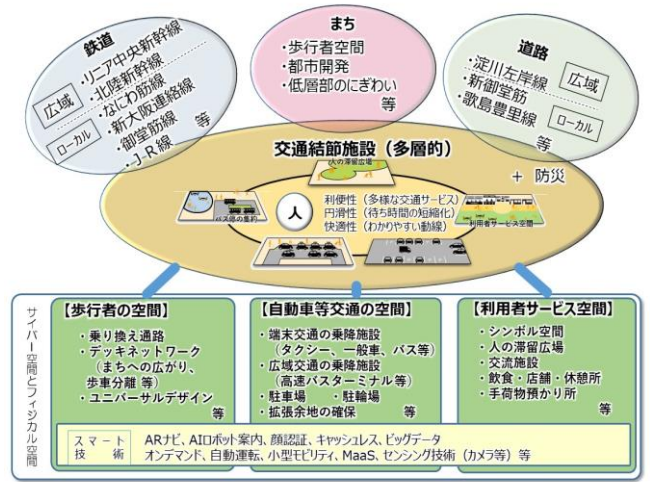 鉄道
広域
ローカル
・リニア中央新幹線
・北陸新幹線
・なにわ筋線
・新大阪連絡線
・御堂筋線
・J-R線
等
まち
・歩行者空間
・都市開発
・低層部のにぎわい
等
道路
・淀川左岸線
・新御堂筋
・歌島豊里線
等
広域
ローカル
交通結節施設（多層的）
＋ 防災
人の滞留広場
バス停の集約
人
利便性（多様な交通サービス）
円滑性（待ち時間の短縮化）
快適性（わかりやすい動線）
利用者サービス空間
サイバー空間とフィジカル空間
【歩行者の空間】
・乗り換え通路
・デッキネットワーク
（まちへの広がり、
歩車分離 等）
・ユニバーサルデザイン
等
【自動車等交通の空間】
・端末交通の乗降施設
（タクシー、一般車、バス等）
・広域交通の乗降施設
（高速バスターミナル等）
・駐車場 ・駐輪場
・拡張余地の確保 等
【利用者サービス空間】
・シンボル空間
・人の滞留広場
・交流施設
・飲食・店舗・休憩所
・手荷物預かり所
等
スマート
技術
ARナビ、AIロボット案内、顔認証、キャッシュレス、ビッグデータ
オンデマンド、自動運転、小型モビリティ、MaaS、センシング技術（カメラ等）等